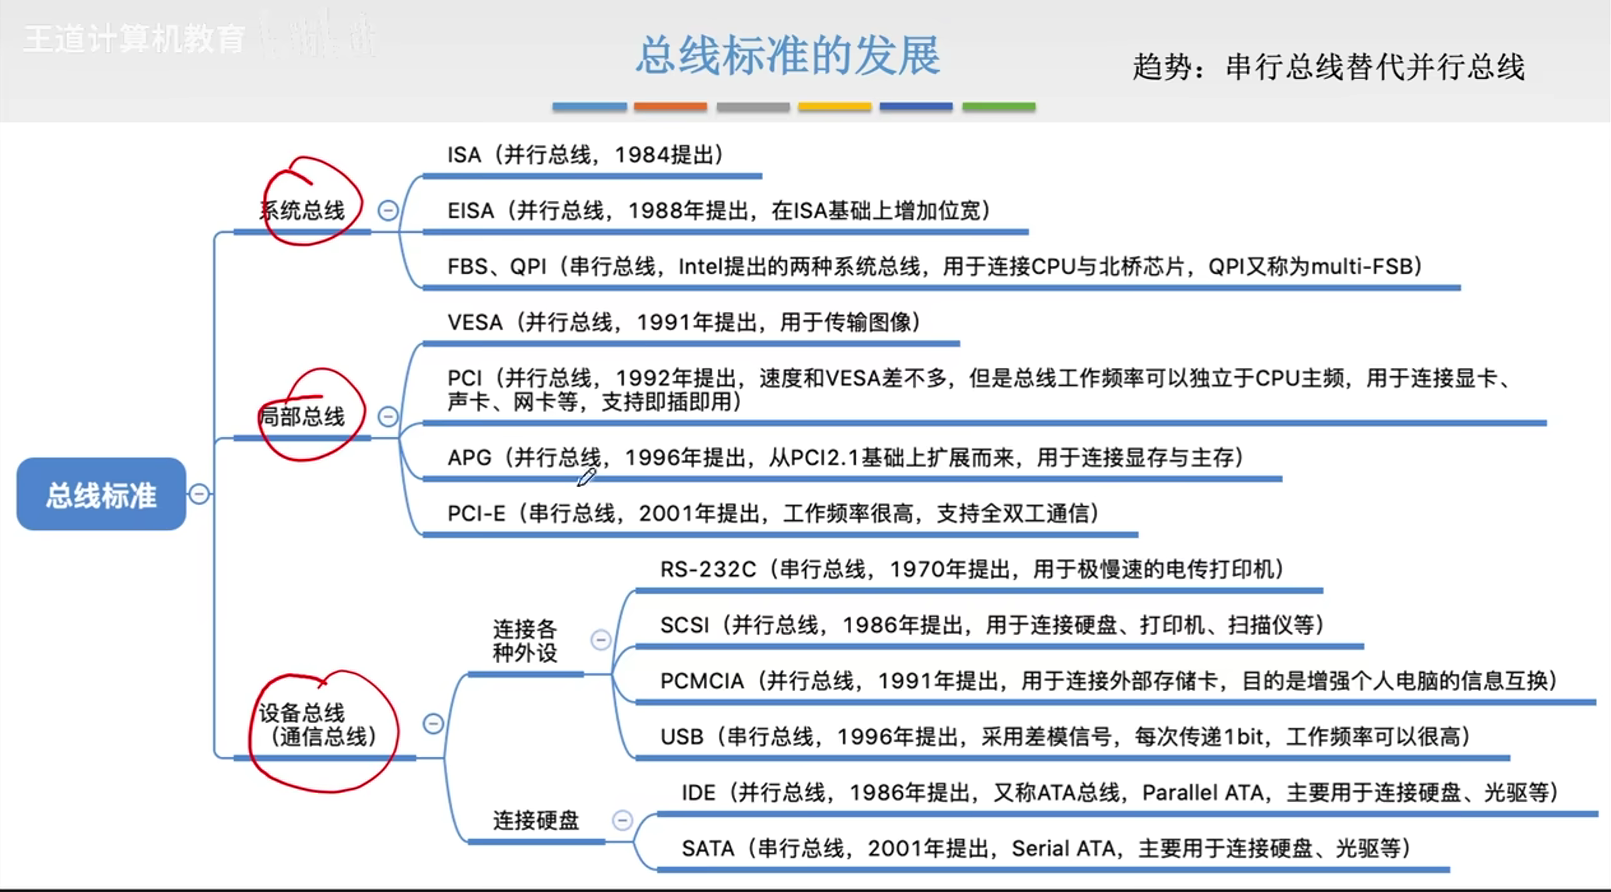 王道计算机教育
总线标准的发展
趋势：串行总线替代并行总线
总线标准
系统总线
ISA（并行总线，1984提出）
EISA（并行总线，1988年提出，在ISA基础上增加位宽）
FBS、QPI（串行总线，Intel提出的两种系统总线，用于连接CPU与北桥芯片，QPI又称为multi-FSB）
局部总线
VESA（并行总线，1991年提出，用于传输图像）
PCI（并行总线，1992年提出，速度和VESA差不多，但是总线工作频率可以独立于CPU主频，用于连接显卡、
声卡、网卡等，支持即插即用）
APG（并行总线，1996年提出，从PCI2.1基础上扩展而来，用于连接显存与主存）
PCI-E（串行总线，2001年提出，工作频率很高，支持全双工通信）
设备总线
（通信总线）
连接各
种外设
RS-232C（串行总线，1970年提出，用于极慢速的电传打印机）
SCSI（并行总线，1986年提出，用于连接硬盘、打印机、扫描仪等）
PCMCIA（并行总线，1991年提出，用于连接外部存储卡，目的是增强个人电脑的信息互换）
USB（串行总线，1996年提出，采用差模信号，每次传递1bit，工作频率可以很高）
连接硬盘
IDE（并行总线，1986年提出，又称ATA总线，Parallel ATA，主要用于连接硬盘、光驱等）
SATA（串行总线，2001年提出，Serial ATA，主要用于连接硬盘、光驱等）